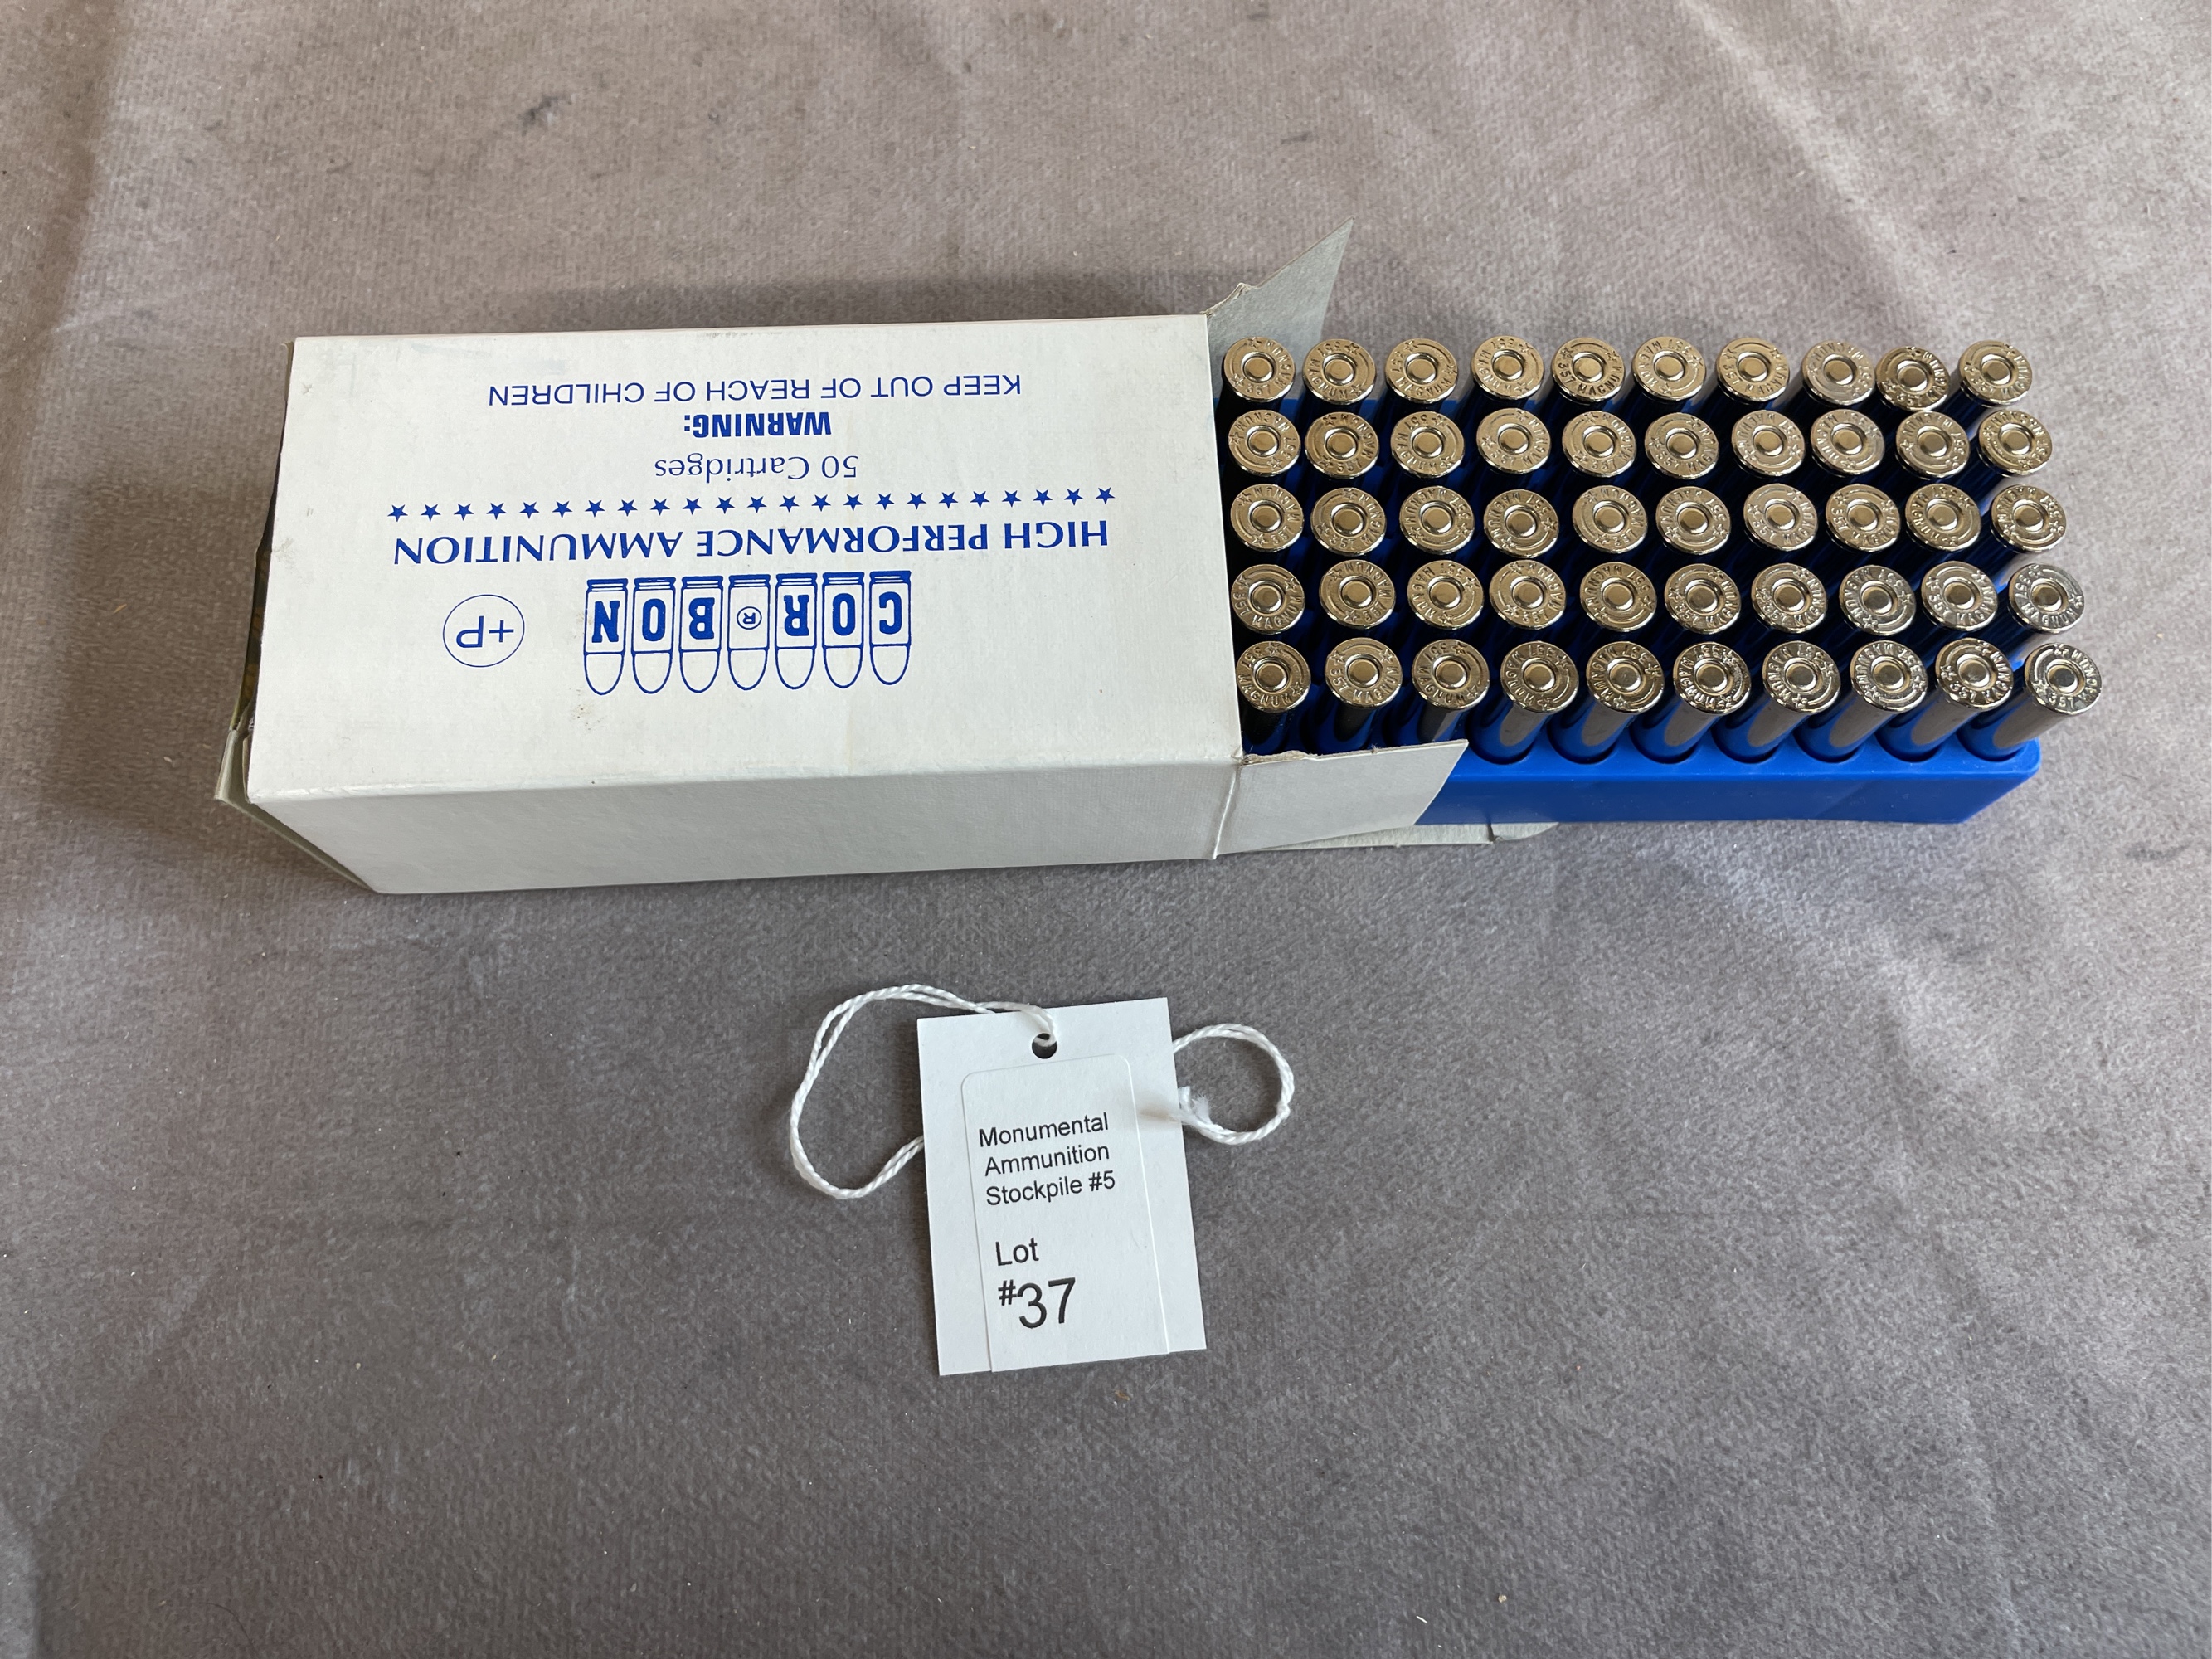 COR®BON
+P
HIGH PERFORMANCE AMMUNITION
50 Cartridges
WARNING:
KEEP OUT OF REACH OF CHILDREN
357 MAGNUM
Monumental
Ammunition
Stockpile #5
Lot
#37